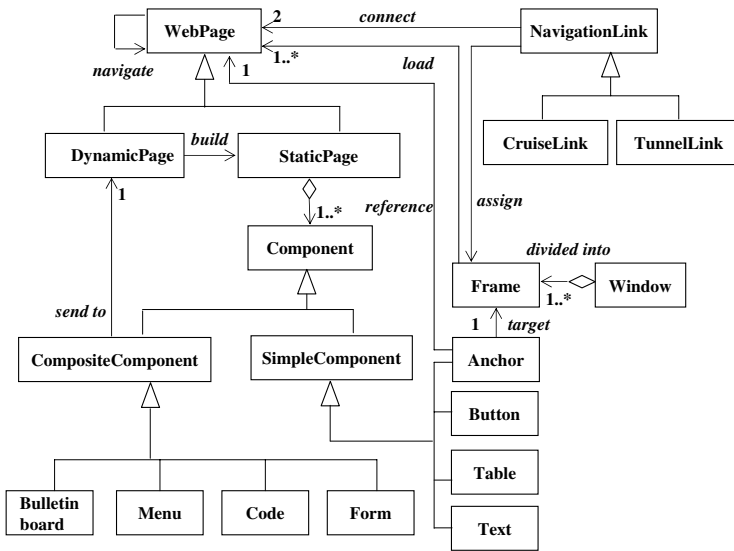 2
connect
WebPage
NavigationLink
1..*
load
navigate
1
build
DynamicPage
StaticPage
CruiseLink
TunnelLink
1
1..*
reference
assign
Component
divided into
Frame
Window
1..*
send to
1
target
CompositeComponent
SimpleComponent
Anchor
Button
Table
Bulletin
board
Menu
Code
Form
Text